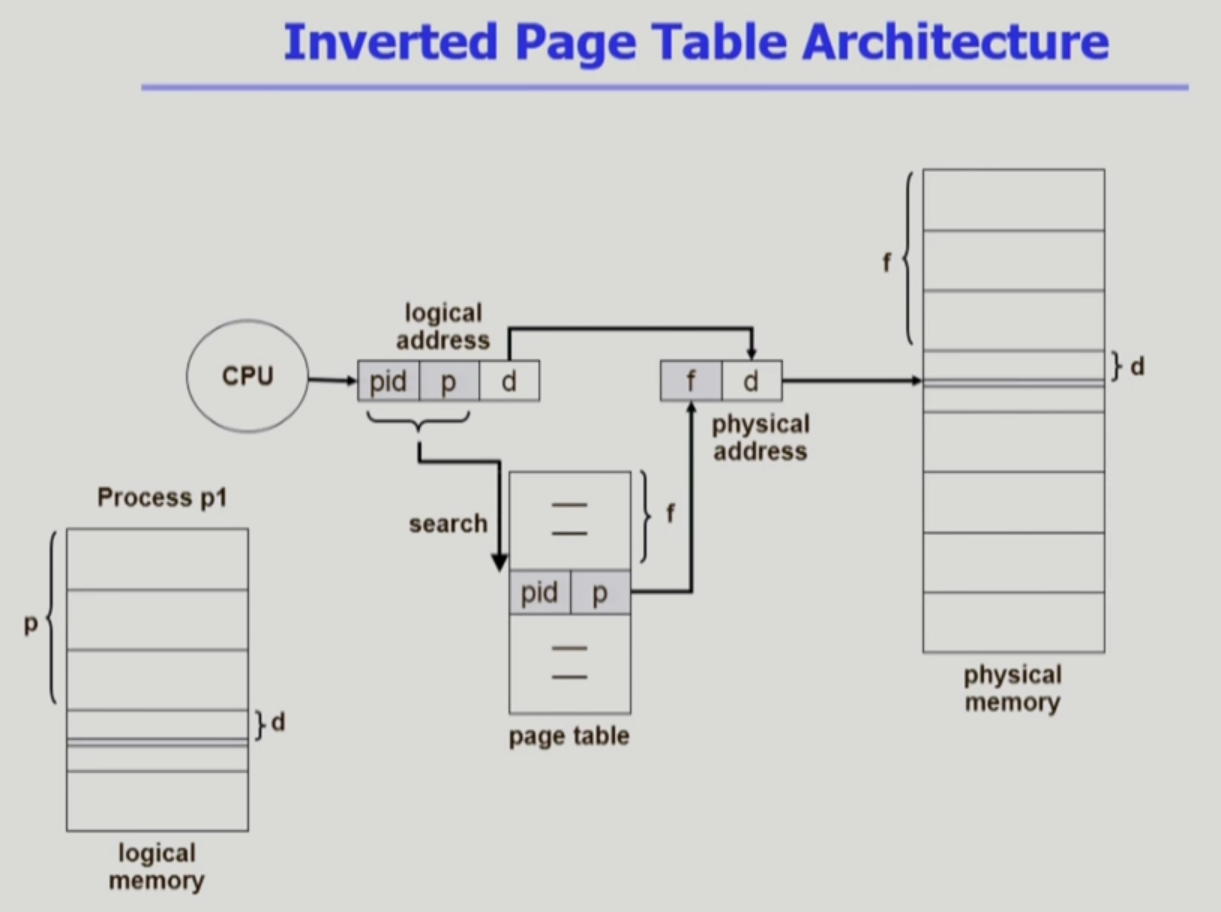 Inverted Page Table Architecture
f
d
logical
address
CPU
pid p d
f d
physical
address
Process p1
search
f
pid p
p
d
page table
physical
memory
logical
memory